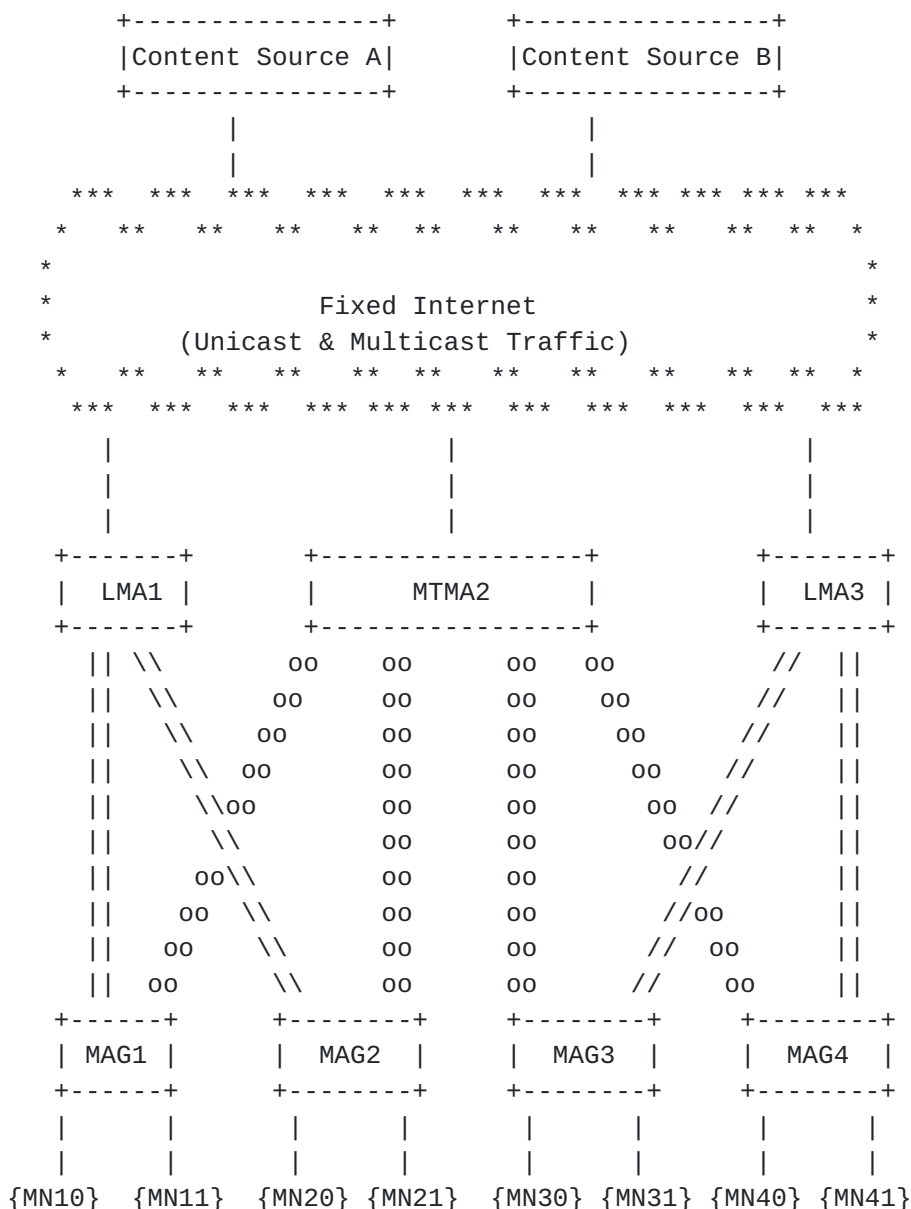 Content Source A Content Source B
Fixed Internet
(Unicast & Multicast Traffic)
LMA1 MTMA2 LMA3
MAG1 MAG2 MAG3 MAG4
{MN10} {MN11} {MN20} {MN21} {MN30} {MN31} {MN40} {MN41}